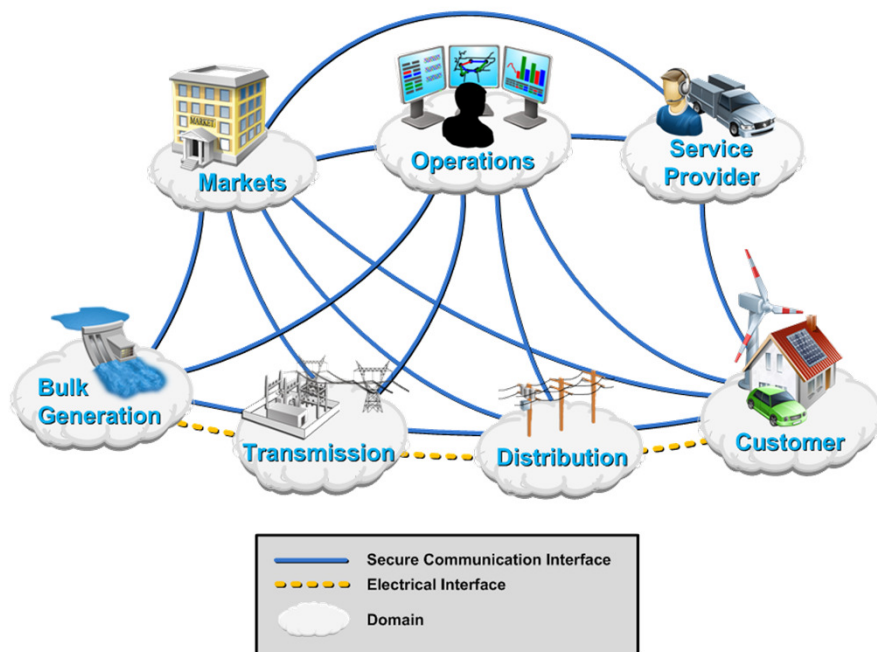 MARKET
Markets
Operations
Service
Provider
Bulk
Generation
Transmission
Distribution
Customer
Secure Communication Interface
Electrical Interface
Domain